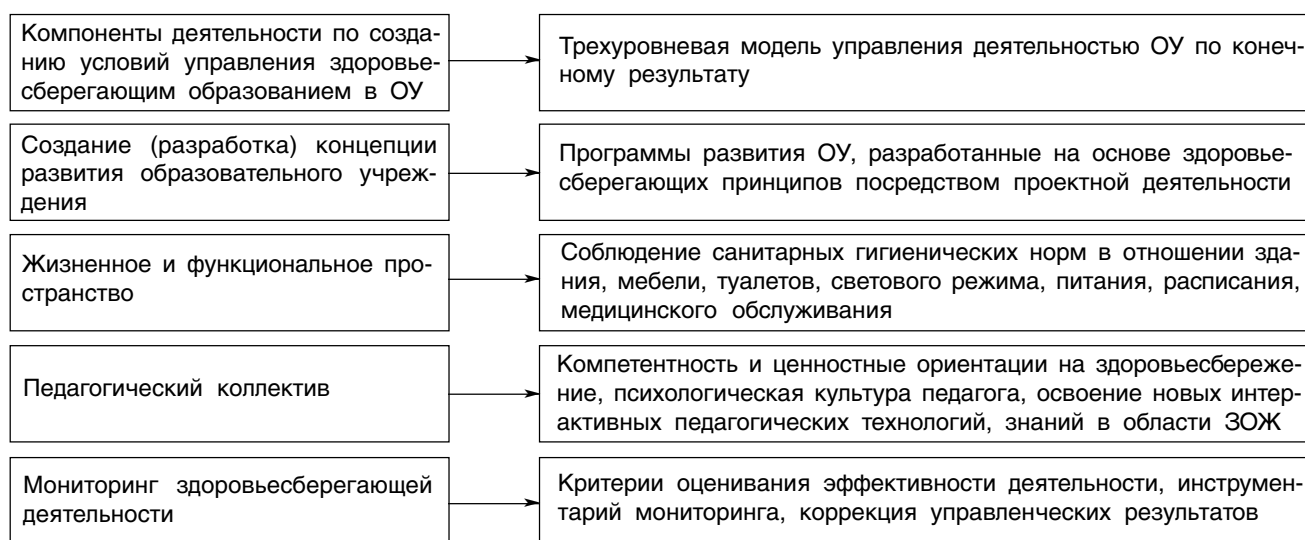 Компоненты деятельности по созда-
нию условий управления здоровье-
сберегающим образованием в ОУ
Трехуровневая модель управления деятельностью ОУ по конеч-
ному результату
Создание (разработка) концепции
развития образовательного учреж-
дения
Программы развития ОУ, разработанные на основе здоровье-
сберегающих принципов посредством проектной деятельности
Жизненное и функциональное про-
странство
Соблюдение санитарных гигиенических норм в отношении зда-
ния, мебели, туалетов, светового режима, питания, расписания,
медицинского обслуживания
Педагогический коллектив
Компетентность и ценностные ориентации на здоровьесбереже-
ние, психологическая культура педагога, освоение новых интер-
активных педагогических технологий, знаний в области ЗОЖ
Мониторинг здоровьесберегающей
деятельности
Критерии оценивания эффективности деятельности, инструмен-
тарий мониторинга, коррекция управленческих результатов